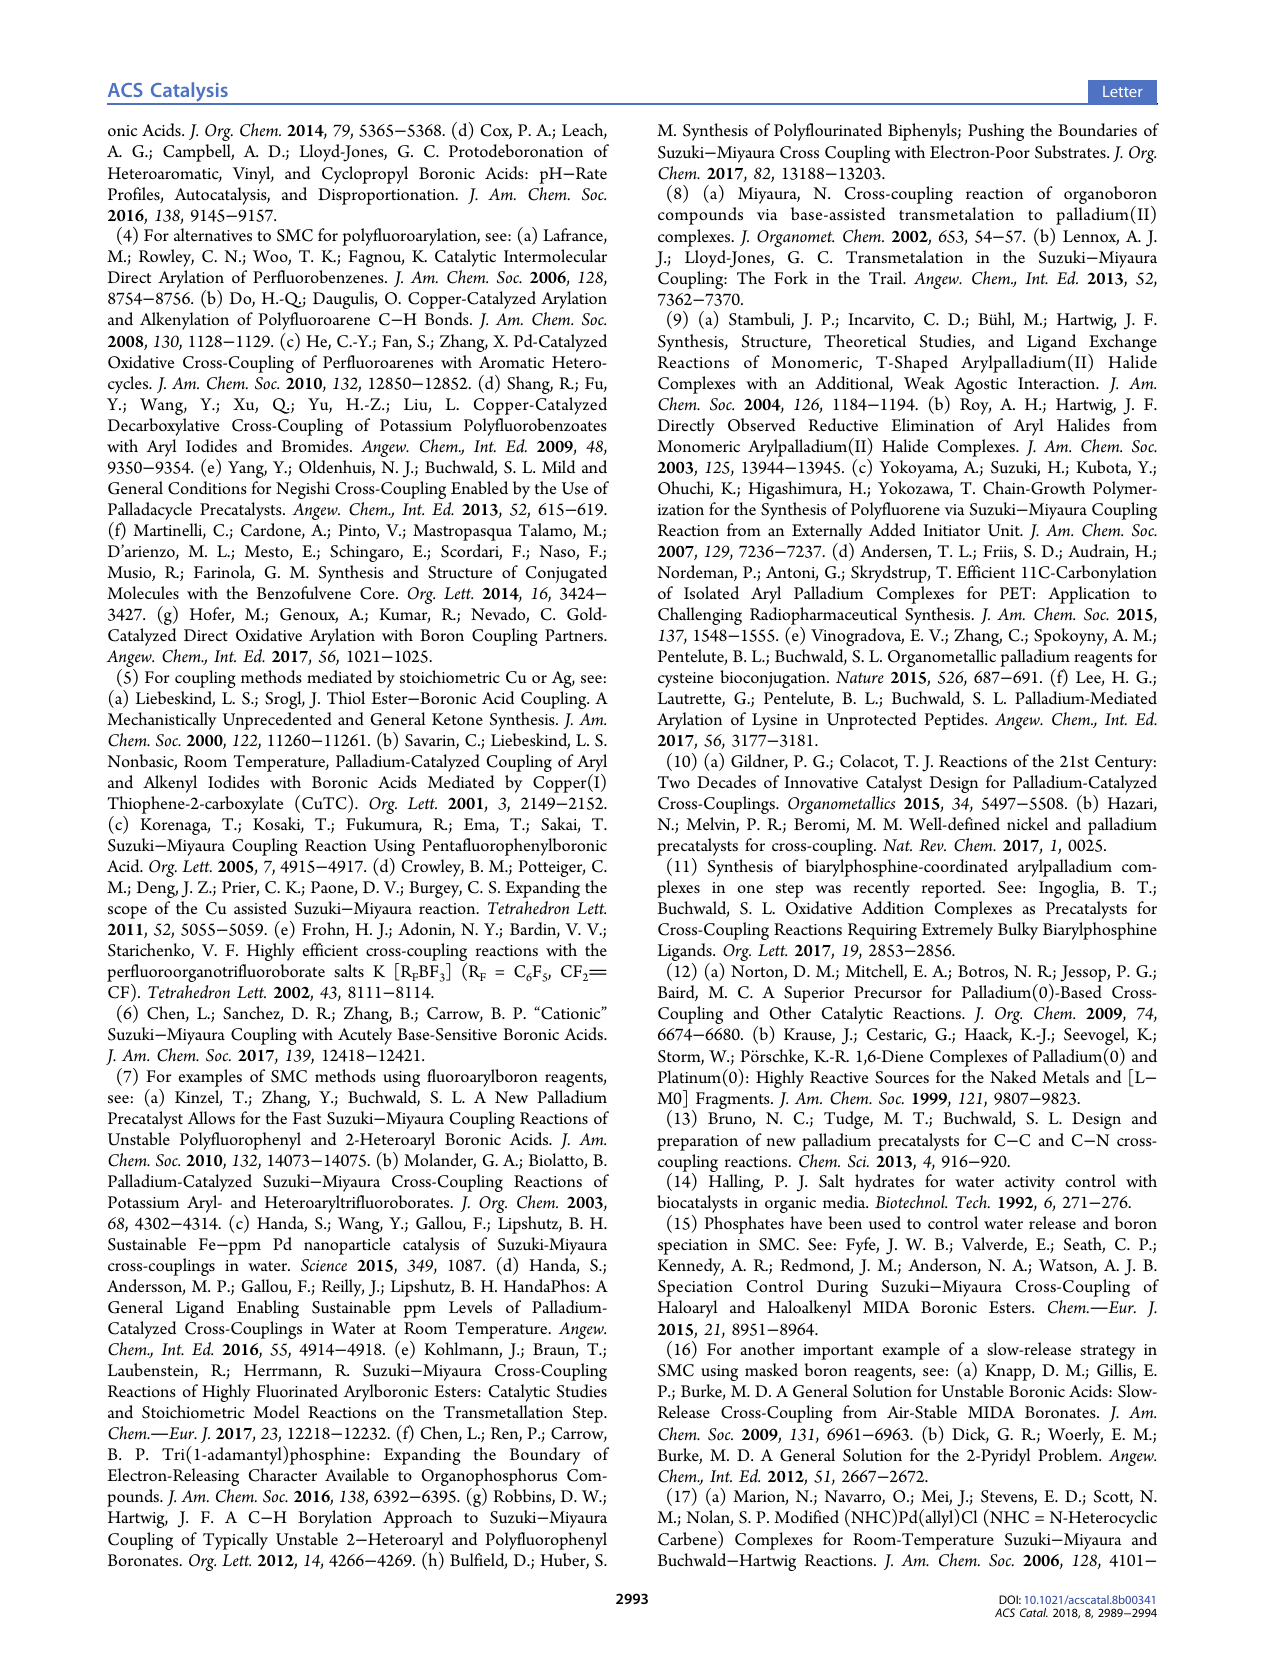 ACS Catalysis
Letter
onic Acids. J. Org. Chem. 2014, 79, 5365−5368. (d) Cox, P. A.; Leach,
A. G.; Campbell, A. D.; Lloyd-Jones, G. C. Protodeboronation of
Heteroaromatic, Vinyl, and Cyclopropyl Boronic Acids: pH−Rate
Profiles, Autocatalysis, and Disproportionation. J. Am. Chem. Soc.
2016, 138, 9145−9157.
(4) For alternatives to SMC for polyfluoroarylation, see: (a) Lafrance,
M.; Rowley, C. N.; Woo, T. K.; Fagnou, K. Catalytic Intermolecular
Direct Arylation of Perfluorobenzenes. J. Am. Chem. Soc. 2006, 128,
8754−8756. (b) Do, H.-Q.; Daugulis, O. Copper-Catalyzed Arylation
and Alkenylation of Polyfluoroarene C−H Bonds. J. Am. Chem. Soc.
2008, 130, 1128−1129. (c) He, C.-Y.; Fan, S.; Zhang, X. Pd-Catalyzed
Oxidative Cross-Coupling of Perfluoroarenes with Aromatic Hetero-
cycles. J. Am. Chem. Soc. 2010, 132, 12850−12852. (d) Shang, R.; Fu,
Y.; Wang, Y.; Xu, Q.; Yu, H.-Z.; Liu, L. Copper-Catalyzed
Decarboxylative Cross-Coupling of Potassium Polyfluorobenzoates
with Aryl Iodides and Bromides. Angew. Chem., Int. Ed. 2009, 48,
9350−9354. (e) Yang, Y.; Oldenhuis, N. J.; Buchwald, S. L. Mild and
General Conditions for Negishi Cross-Coupling Enabled by the Use of
Palladacycle Precatalysts. Angew. Chem., Int. Ed. 2013, 52, 615−619.
(f) Martinelli, C.; Cardone, A.; Pinto, V.; Mastropasqua Talamo, M.;
D'arienzo, M. L.; Mesto, E.; Schingaro, E.; Scordari, F.; Naso, F.;
Musio, R.; Farinola, G. M. Synthesis and Structure of Conjugated
Molecules with the Benzofulvene Core. Org. Lett. 2014, 16, 3424−
3427. (g) Hofer, M.; Genoux, A.; Kumar, R.; Nevado, C. Gold-
Catalyzed Direct Oxidative Arylation with Boron Coupling Partners.
Angew. Chem., Int. Ed. 2017, 56, 1021−1025.
(5) For coupling methods mediated by stoichiometric Cu or Ag, see:
(a) Liebeskind, L. S.; Srogl, J. Thiol Ester−Boronic Acid Coupling. A
Mechanistically Unprecedented and General Ketone Synthesis. J. Am.
Chem. Soc. 2000, 122, 11260−11261. (b) Savarin, C.; Liebeskind, L. S.
Nonbasic, Room Temperature, Palladium-Catalyzed Coupling of Aryl
and Alkenyl Iodides with Boronic Acids Mediated by Copper(I)
Thiophene-2-carboxylate (CuTC). Org. Lett. 2001, 3, 2149−2152.
(c) Korenaga, T.; Kosaki, T.; Fukumura, R.; Ema, T.; Sakai, T.
Suzuki−Miyaura Coupling Reaction Using Pentafluorophenylboronic
Acid. Org. Lett. 2005, 7, 4915−4917. (d) Crowley, B. M.; Potteiger, C.
M.; Deng, J. Z.; Prier, C. K.; Paone, D. V.; Burgey, C. S. Expanding the
scope of the Cu assisted Suzuki−Miyaura reaction. Tetrahedron Lett.
2011, 52, 5055−5059. (e) Frohn, H. J.; Adonin, N. Y.; Bardin, V. V.;
Starichenko, V. F. Highly efficient cross-coupling reactions with the
perfluoroorganotrifluoroborate salts K [RFBF3] (RF = C6F5, CF2=
CF). Tetrahedron Lett. 2002, 43, 8111−8114.
(6) Chen, L.; Sanchez, D. R.; Zhang, B.; Carrow, B. P. “Cationic”
Suzuki−Miyaura Coupling with Acutely Base-Sensitive Boronic Acids.
J. Am. Chem. Soc. 2017, 139, 12418−12421.
(7) For examples of SMC methods using fluoroarylboron reagents,
see: (a) Kinzel, T.; Zhang, Y.; Buchwald, S. L. A New Palladium
Precatalyst Allows for the Fast Suzuki−Miyaura Coupling Reactions of
Unstable Polyfluorophenyl and 2-Heteroaryl Boronic Acids. J. Am.
Chem. Soc. 2010, 132, 14073−14075. (b) Molander, G. A.; Biolatto, B.
Palladium-Catalyzed Suzuki−Miyaura Cross-Coupling Reactions of
Potassium Aryl- and Heteroaryltrifluoroborates. J. Org. Chem. 2003,
68, 4302−4314. (c) Handa, S.; Wang, Y.; Gallou, F.; Lipshutz, B. H.
Sustainable Fe−ppm Pd nanoparticle catalysis of Suzuki-Miyaura
cross-couplings in water. Science 2015, 349, 1087. (d) Handa, S.;
Andersson, M. P.; Gallou, F.; Reilly, J.; Lipshutz, B. H. HandaPhos: A
General Ligand Enabling Sustainable ppm Levels of Palladium-
Catalyzed Cross-Couplings in Water at Room Temperature. Angew.
Chem., Int. Ed. 2016, 55, 4914−4918. (e) Kohlmann, J.; Braun, T.;
Laubenstein, R.; Herrmann, R. Suzuki−Miyaura Cross-Coupling
Reactions of Highly Fluorinated Arylboronic Esters: Catalytic Studies
and Stoichiometric Model Reactions on the Transmetallation Step.
Chem.—Eur. J. 2017, 23, 12218−12232. (f) Chen, L.; Ren, P.; Carrow,
B. P. Tri(1-adamantyl)phosphine: Expanding the Boundary of
Electron-Releasing Character Available to Organophosphorus Com-
pounds. J. Am. Chem. Soc. 2016, 138, 6392−6395. (g) Robbins, D. W.;
Hartwig, J. F. A C−H Borylation Approach to Suzuki−Miyaura
Coupling of Typically Unstable 2−Heteroaryl and Polyfluorophenyl
Boronates. Org. Lett. 2012, 14, 4266−4269. (h) Bulfield, D.; Huber, S.
M. Synthesis of Polyflourinated Biphenyls; Pushing the Boundaries of
Suzuki−Miyaura Cross Coupling with Electron-Poor Substrates. J. Org.
Chem. 2017, 82, 13188−13203.
(8) (a) Miyaura, N. Cross-coupling reaction of organoboron
compounds via base-assisted transmetalation to palladium(II)
complexes. J. Organomet. Chem. 2002, 653, 54−57. (b) Lennox, A. J.
J.; Lloyd-Jones, G. C. Transmetalation in the Suzuki−Miyaura
Coupling: The Fork in the Trail. Angew. Chem., Int. Ed. 2013, 52,
7362−7370.
(9) (a) Stambuli, J. P.; Incarvito, C. D.; Bühl, M.; Hartwig, J. F.
Synthesis, Structure, Theoretical Studies, and Ligand Exchange
Reactions of Monomeric, T-Shaped Arylpalladium(II) Halide
Complexes with an Additional, Weak Agostic Interaction. J. Am.
Chem. Soc. 2004, 126, 1184−1194. (b) Roy, A. H.; Hartwig, J. F.
Directly Observed Reductive Elimination of Aryl Halides from
Monomeric Arylpalladium(II) Halide Complexes. J. Am. Chem. Soc.
2003, 125, 13944−13945. (c) Yokoyama, A.; Suzuki, H.; Kubota, Y.;
Ohuchi, K.; Higashimura, H.; Yokozawa, T. Chain-Growth Polymer-
ization for the Synthesis of Polyfluorene via Suzuki−Miyaura Coupling
Reaction from an Externally Added Initiator Unit. J. Am. Chem. Soc.
2007, 129, 7236−7237. (d) Andersen, T. L.; Friis, S. D.; Audrain, H.;
Nordeman, P.; Antoni, G.; Skrydstrup, T. Efficient 11C-Carbonylation
of Isolated Aryl Palladium Complexes for PET: Application to
Challenging Radiopharmaceutical Synthesis. J. Am. Chem. Soc. 2015,
137, 1548−1555. (e) Vinogradova, E. V.; Zhang, C.; Spokoyny, A. M.;
Pentelute, B. L.; Buchwald, S. L. Organometallic palladium reagents for
cysteine bioconjugation. Nature 2015, 526, 687−691. (f) Lee, H. G.;
Lautrette, G.; Pentelute, B. L.; Buchwald, S. L. Palladium-Mediated
Arylation of Lysine in Unprotected Peptides. Angew. Chem., Int. Ed.
2017, 56, 3177−3181.
(10) (a) Gildner, P. G.; Colacot, T. J. Reactions of the 21st Century:
Two Decades of Innovative Catalyst Design for Palladium-Catalyzed
Cross-Couplings. Organometallics 2015, 34, 5497−5508. (b) Hazari,
N.; Melvin, P. R.; Beromi, M. M. Well-defined nickel and palladium
precatalysts for cross-coupling. Nat. Rev. Chem. 2017, 1, 0025.
(11) Synthesis of biarylphosphine-coordinated arylpalladium com-
plexes in one step was recently reported. See: Ingoglia, B. T.;
Buchwald, S. L. Oxidative Addition Complexes as Precatalysts for
Cross-Coupling Reactions Requiring Extremely Bulky Biarylphosphine
Ligands. Org. Lett. 2017, 19, 2853−2856.
(12) (a) Norton, D. M.; Mitchell, E. A.; Botros, N. R.; Jessop, P. G.;
Baird, M. C. A Superior Precursor for Palladium(0)-Based Cross-
Coupling and Other Catalytic Reactions. J. Org. Chem. 2009, 74,
6674−6680. (b) Krause, J.; Cestaric, G.; Haack, K.-J.; Seevogel, K.;
Storm, W.; Pörschke, K.-R. 1,6-Diene Complexes of Palladium(0) and
Platinum(0): Highly Reactive Sources for the Naked Metals and [L−
M0] Fragments. J. Am. Chem. Soc. 1999, 121, 9807−9823.
(13) Bruno, N. C.; Tudge, M. T.; Buchwald, S. L. Design and
preparation of new palladium precatalysts for C−C and C−N cross-
coupling reactions. Chem. Sci. 2013, 4, 916−920.
(14) Halling, P. J. Salt hydrates for water activity control with
biocatalysts in organic media. Biotechnol. Tech. 1992, 6, 271−276.
(15) Phosphates have been used to control water release and boron
speciation in SMC. See: Fyfe, J. W. B.; Valverde, E.; Seath, C. P.;
Kennedy, A. R.; Redmond, J. M.; Anderson, N. A.; Watson, A. J. B.
Speciation Control During Suzuki−Miyaura Cross-Coupling of
Haloaryl and Haloalkenyl MIDA Boronic Esters. Chem.—Eur. J.
2015, 21, 8951−8964.
(16) For another important example of a slow-release strategy in
SMC using masked boron reagents, see: (a) Knapp, D. M.; Gillis, E.
P.; Burke, M. D. A General Solution for Unstable Boronic Acids: Slow-
Release Cross-Coupling from Air-Stable MIDA Boronates. J. Am.
Chem. Soc. 2009, 131, 6961−6963. (b) Dick, G. R.; Woerly, E. M.;
Burke, M. D. A General Solution for the 2-Pyridyl Problem. Angew.
Chem., Int. Ed. 2012, 51, 2667−2672.
(17) (a) Marion, N.; Navarro, O.; Mei, J.; Stevens, E. D.; Scott, N.
M.; Nolan, S. P. Modified (NHC)Pd(allyl)Cl (NHC = N-Heterocyclic
Carbene) Complexes for Room-Temperature Suzuki−Miyaura and
Buchwald−Hartwig Reactions. J. Am. Chem. Soc. 2006, 128, 4101−
2993
DOI: 10.1021/acscatal.8b00341
ACS Catal. 2018, 8, 2989−2994